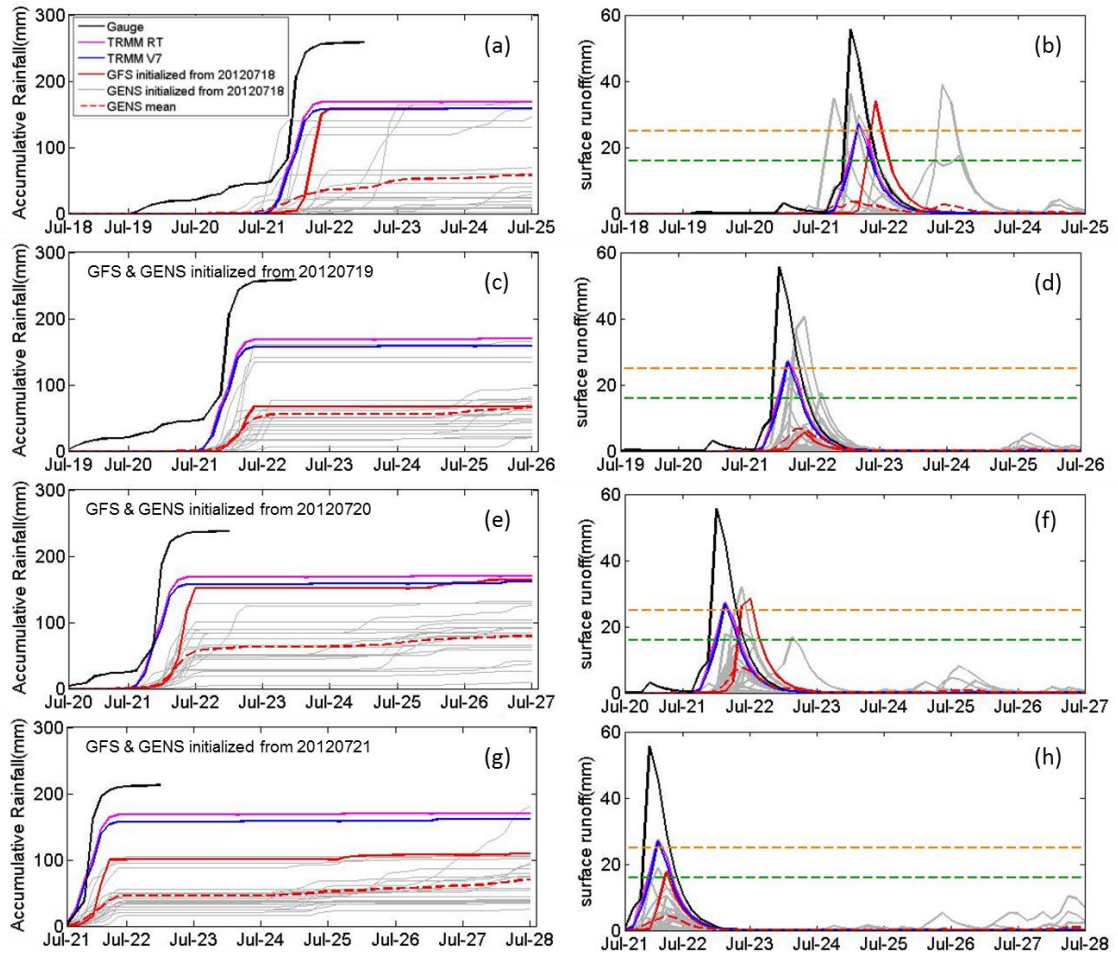 Accumulative Rainfall(mm)
300
200
100
0
Gauge
TRMM RT
TRMM V7
GFS initialized from 20120718
GENS initialized from 20120718
GENS mean
(a)
Jul-18 Jul-19 Jul-20 Jul-21 Jul-22 Jul-23 Jul-24 Jul-25
surface runoff(mm)
60
40
20
0
(b)
Jul-18 Jul-19 Jul-20 Jul-21 Jul-22 Jul-23 Jul-24 Jul-25
Accumulative Rainfall(mm)
300
200
100
0
GFS & GENS initialized from 20120719
(c)
Jul-19 Jul-20 Jul-21 Jul-22 Jul-23 Jul-24 Jul-25 Jul-26
surface runoff(mm)
60
40
20
0
(d)
Jul-19 Jul-20 Jul-21 Jul-22 Jul-23 Jul-24 Jul-25 Jul-26
Accumulative Rainfall(mm)
300
200
100
0
GFS & GENS initialized from 20120720
(e)
Jul-20 Jul-21 Jul-22 Jul-23 Jul-24 Jul-25 Jul-26 Jul-27
surface runoff(mm)
60
40
20
0
(f)
Jul-20 Jul-21 Jul-22 Jul-23 Jul-24 Jul-25 Jul-26 Jul-27
Accumulative Rainfall(mm)
300
200
100
0
GFS & GENS initialized from 20120721
(g)
Jul-21 Jul-22 Jul-23 Jul-24 Jul-25 Jul-26 Jul-27 Jul-28
surface runoff(mm)
60
40
20
0
(h)
Jul-21 Jul-22 Jul-23 Jul-24 Jul-25 Jul-26 Jul-27 Jul-28